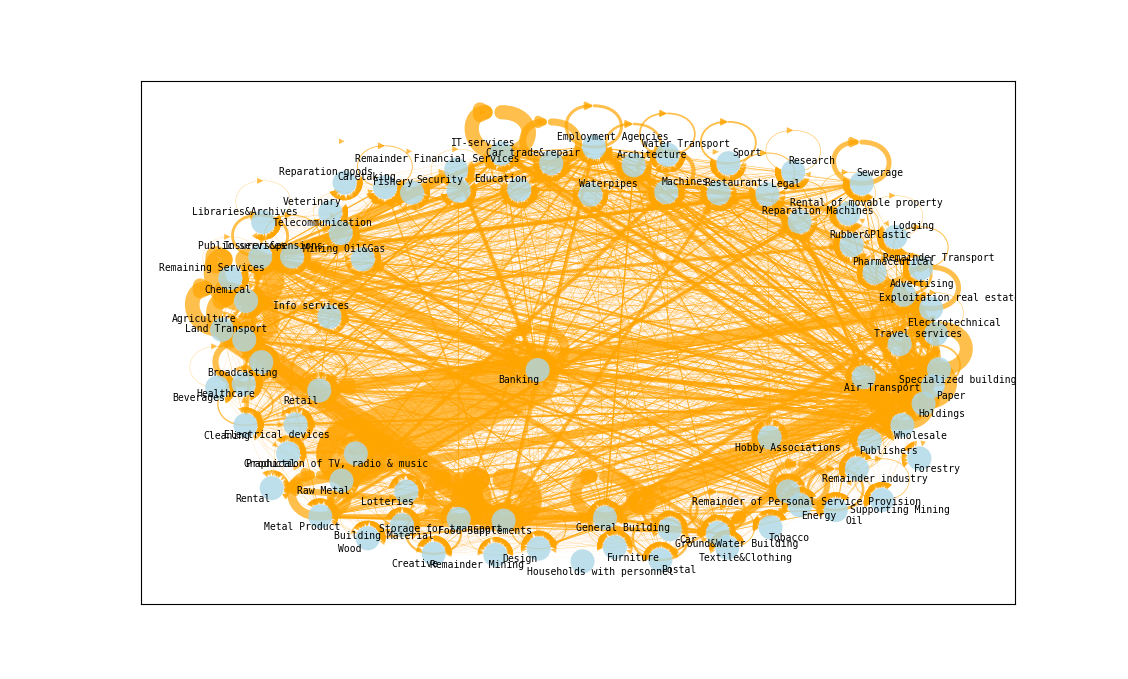 Employment Agencies
IT-services
Water Transport
Car trade&repair
Sport
Architecture
Remainder Financial Services
Research
Reparation goods
Caretaking
Sewerage
Fishery
Security
Education
Waterpipes
Machines
Restaurants
Legal
Veterinary
Rental of movable property
Libraries&Archives
Reparation Machines
Telecommunication
Lodging
Rubber&Plastic
Mining Oil&Gas
Remainder Transport
Pharmaceutical
Remaining Services
Advertising
Chemical
Exploitation real estat
Info services
Agriculture
Electrotechnical
Land Transport
Travel services
Broadcasting
Banking
Specialized building
Air Transport
Healthcare
Beverages
Paper
Retail
Holdings
Cleaning
Electrical devices
Wholesale
Hobby Associations
Publishers
Production of TV, radio & music
Forestry
Remainder industry
Raw Metal
Rental
Lotteries
Remainder of Personal Service Provision
Supporting Mining
Energy
Oil
Metal Product
Storage for transport
Food Supplements
General Building
Building Material
Car
Tobacco
Ground&Water Building
Wood
Design
Furniture
Textile&Clothing
Creative
Remainder Mining
Households with personnel
Postal